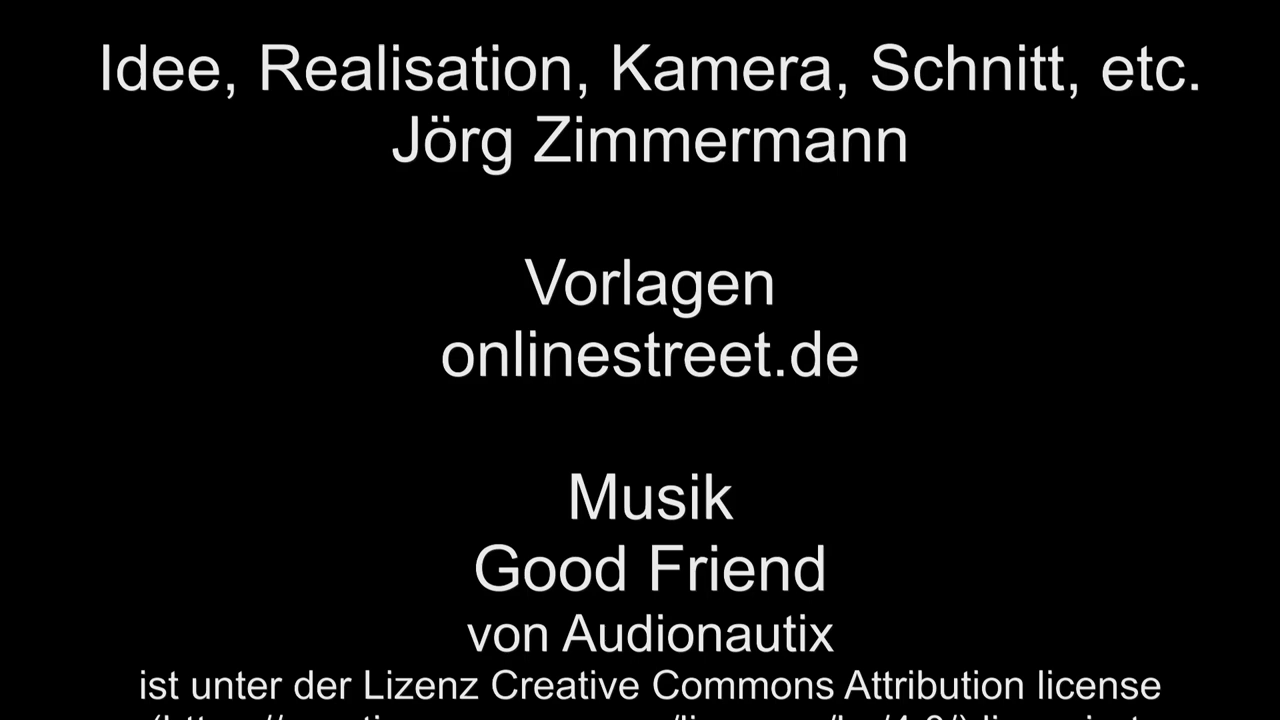 Idee, Realisation, Kamera, Schnitt, etc.
Jörg Zimmermann
Vorlagen
onlinestreet.de
Musik
Good Friend
von Audionautix
ist unter der Lizenz Creative Commons Attribution license